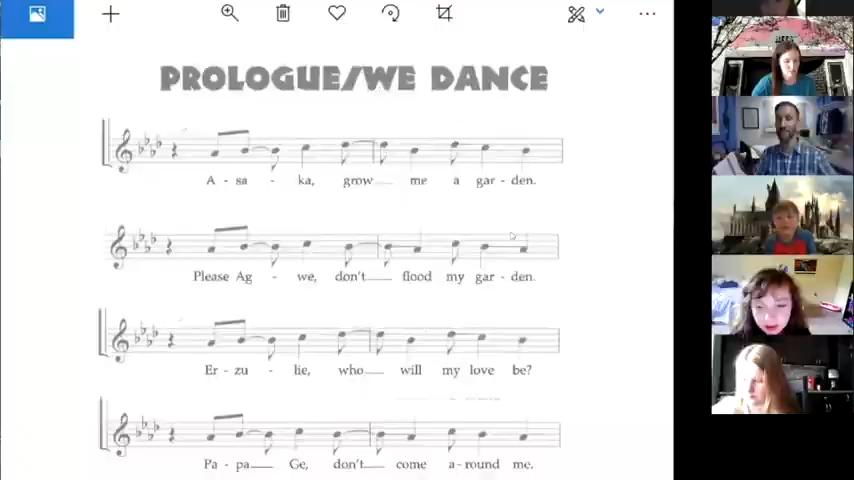 PROLOGUE/WE DANCE
A - sa - ka, grow me a gar - den.
Please Ag - we, don't flood my gar - den.
Er - zu - lie, who will my love be?
Pa - pa Ge, don't come a - round me.